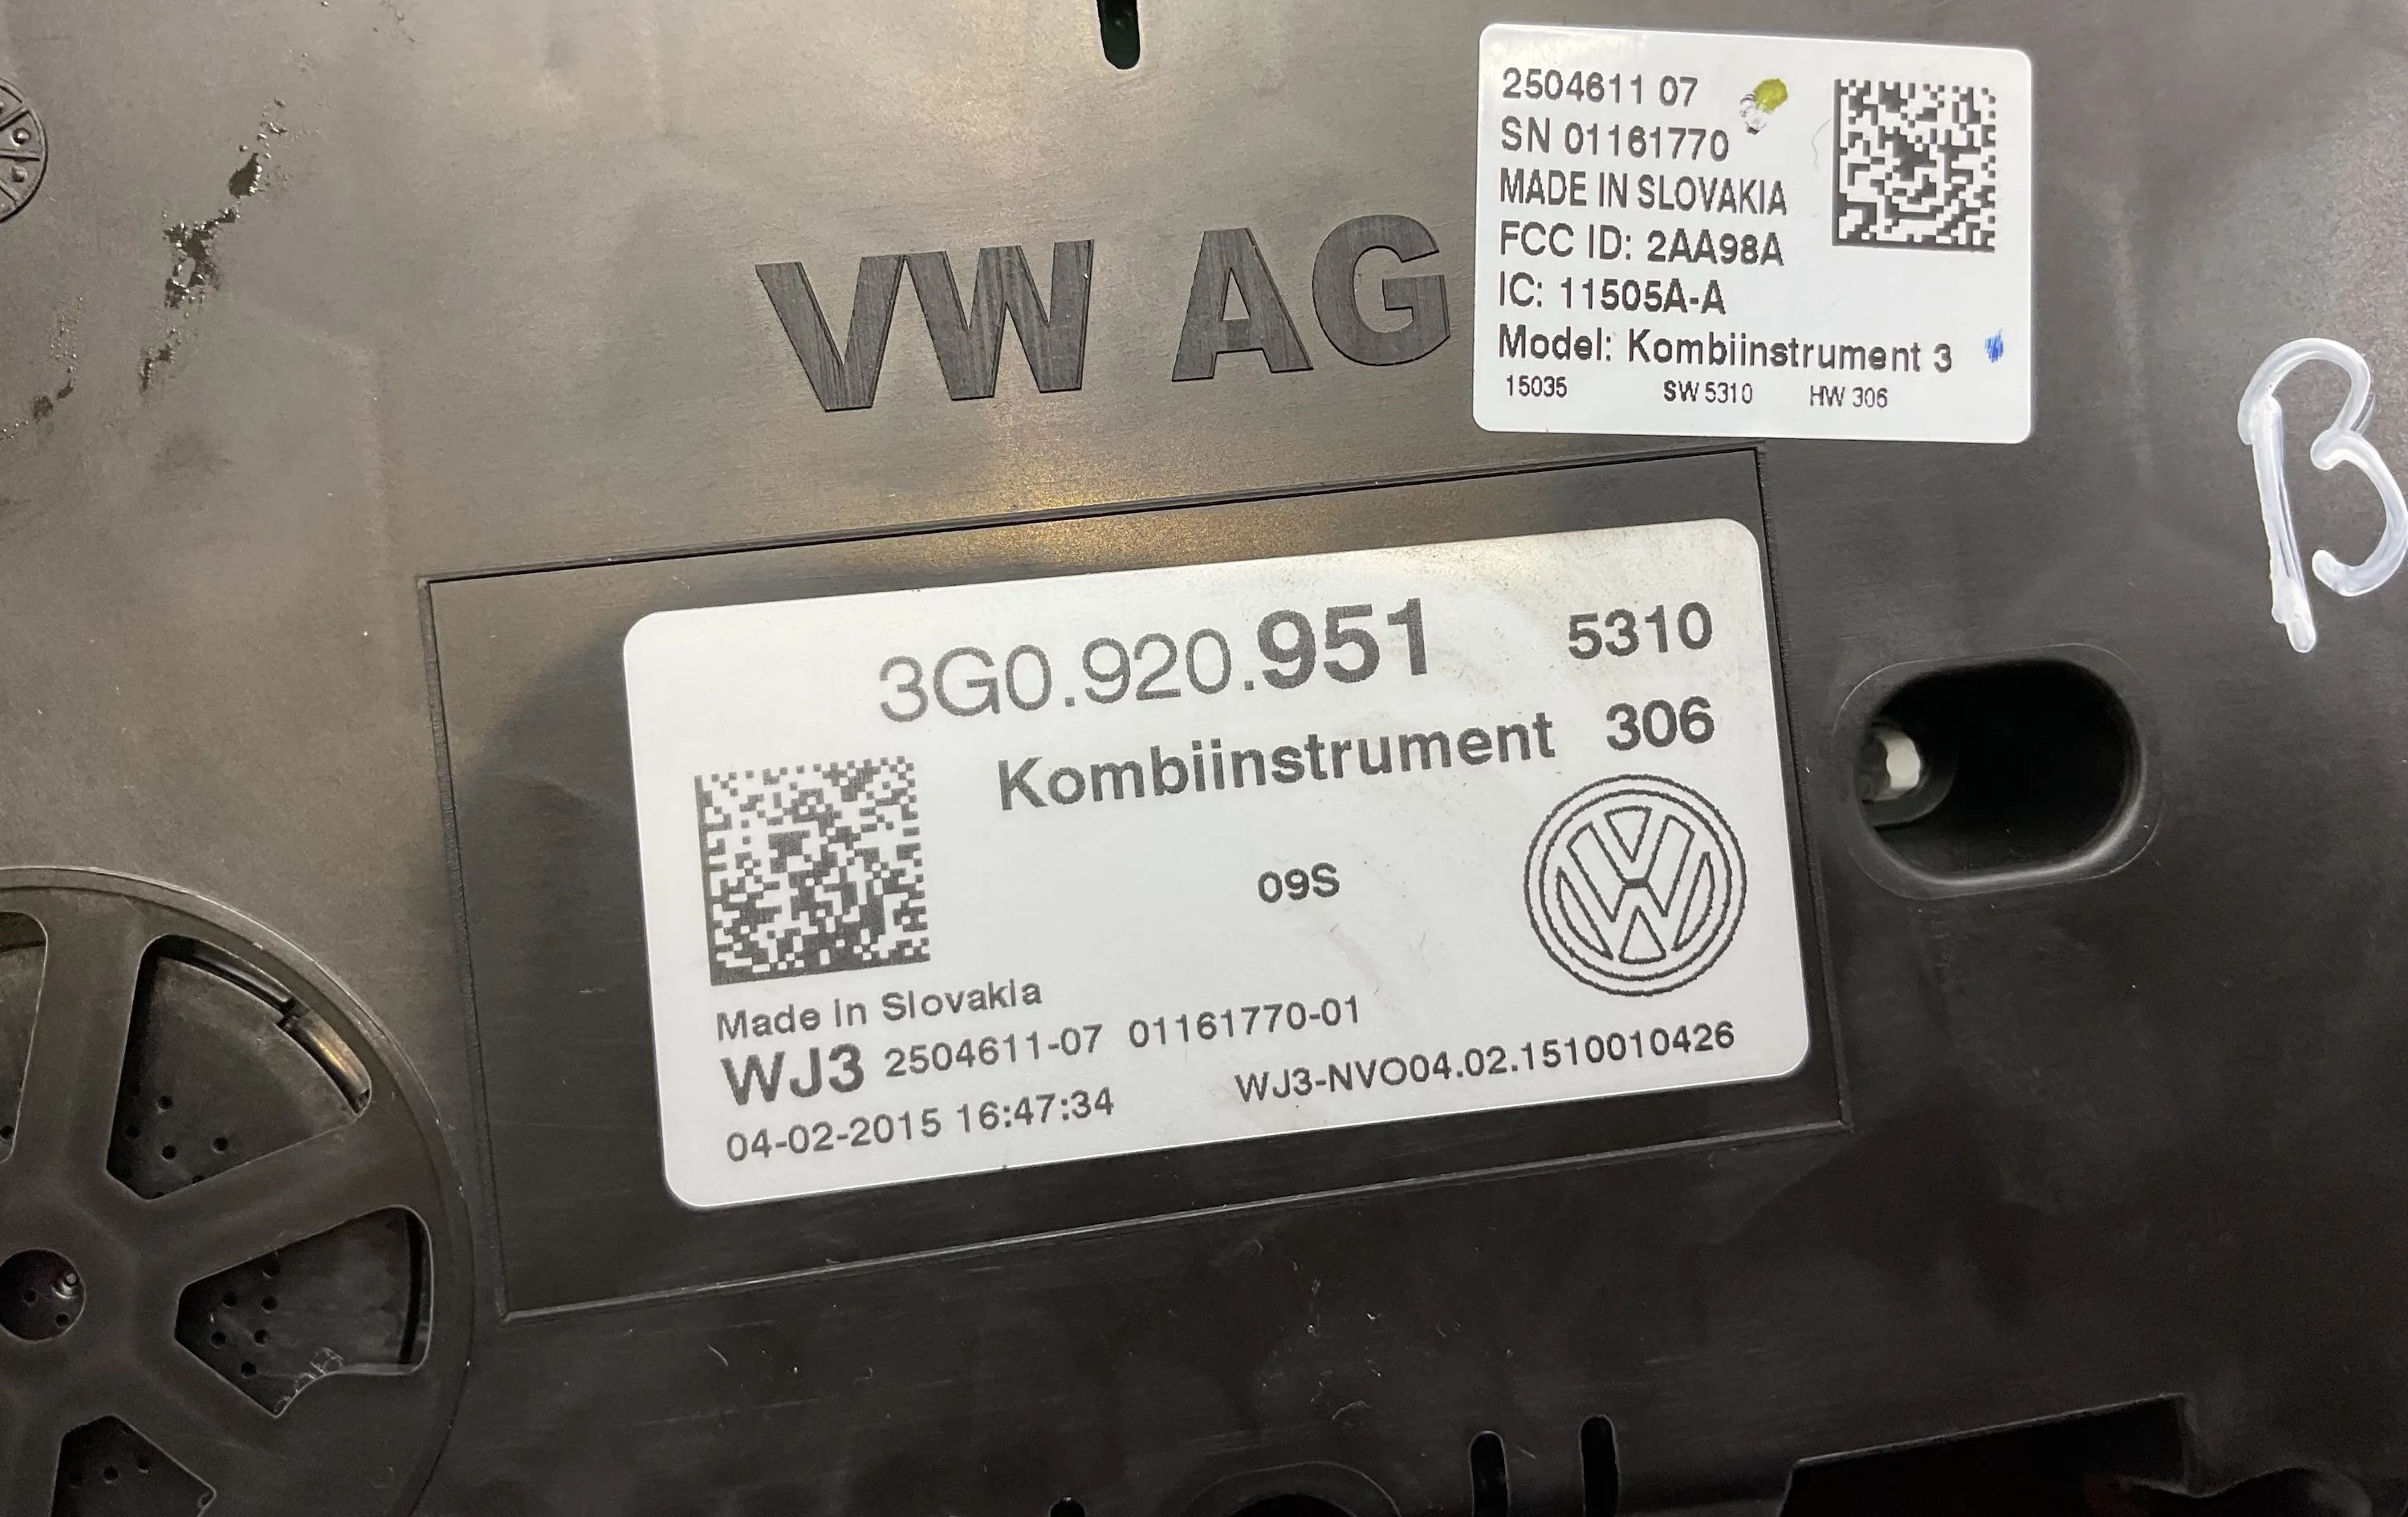 VW AG
2504611 07
SN 01161770
MADE IN SLOVAKIA
FCC ID: 2AA98A
IC: 11505A-A
Model: Kombiinstrument 3
15035 SW 5310 HW 306
3G0.920.951 5310
Kombiinstrument 306
09S
Made in Slovakia
WJ3 2504611-07 01161770-01
04-02-2015 16:47:34 WJ3-NVO04.02.1510010426